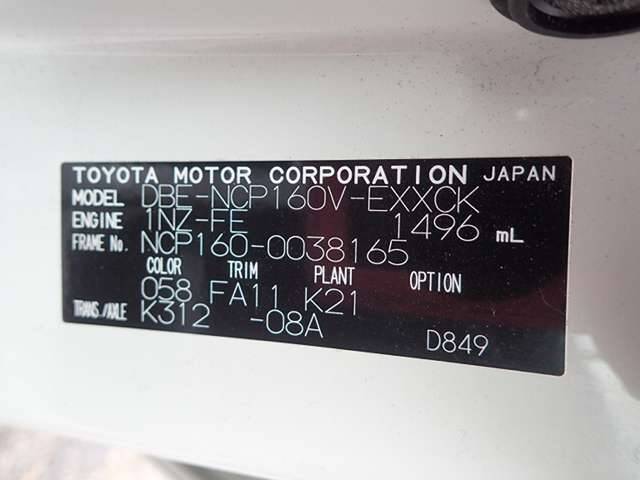 TOYOTA MOTOR CORPORATION JAPAN
MODEL DBE-NCP160V-EXXCK
ENGINE 1NZ-FE 1496 mL
FRAME No. NCP160-0038165
COLOR TRIM PLANT OPTION
058 FA11 K21
TRANS./AXLE K312 -08A
D849